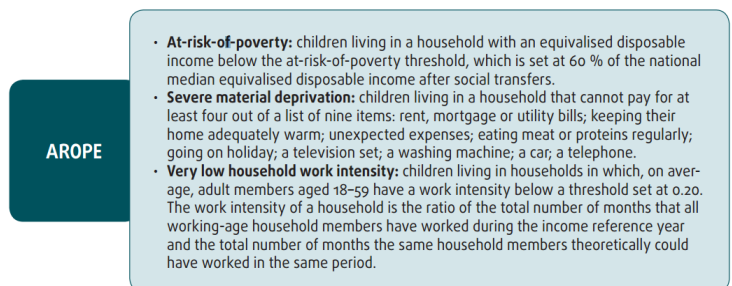 AROPE
• At-risk-of-poverty: children living in a household with an equivalised disposable
income below the at-risk-of-poverty threshold, which is set at 60 % of the national
median equivalised disposable income after social transfers.
• Severe material deprivation: children living in a household that cannot pay for at
least four out of a list of nine items: rent, mortgage or utility bills; keeping their
home adequately warm; unexpected expenses; eating meat or proteins regularly;
going on holiday; a television set; a washing machine; a car; a telephone.
• Very low household work intensity: children living in households in which, on aver-
age, adult members aged 18–59 have a work intensity below a threshold set at 0.20.
The work intensity of a household is the ratio of the total number of months that all
working-age household members have worked during the income reference year
and the total number of months the same household members theoretically could
have worked in the same period.